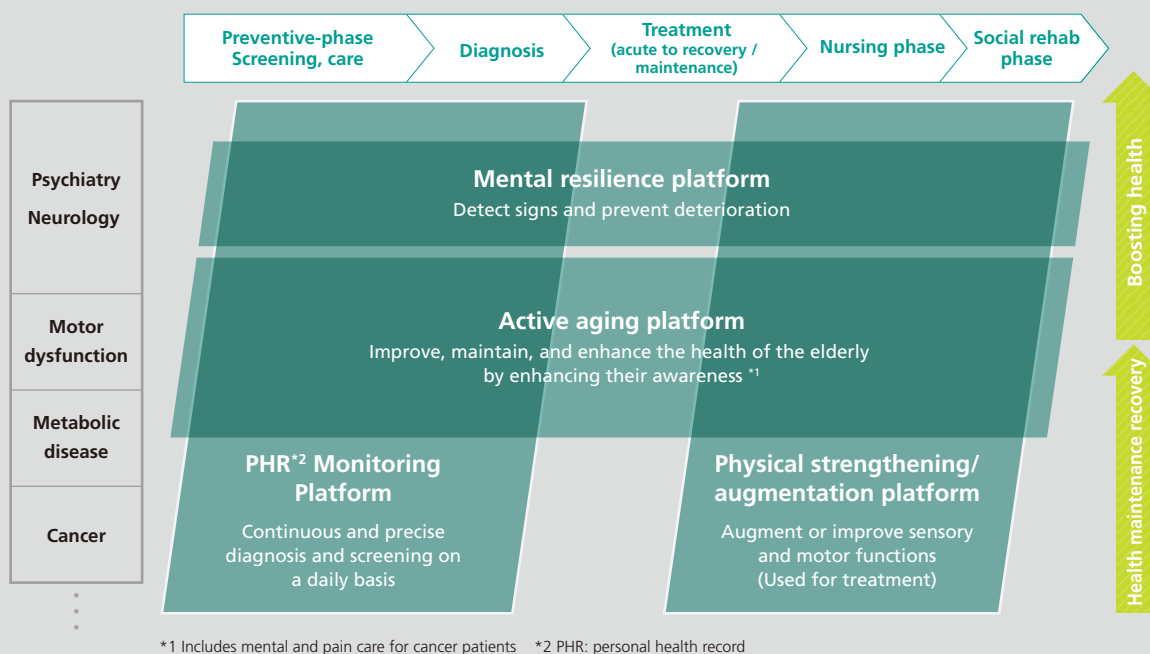 Preventive-phase
Screening, care
Diagnosis
Treatment
(acute to recovery /
maintenance)
Nursing phase
Social rehab
phase
Psychiatry
Neurology
Motor
dysfunction
Metabolic
disease
Cancer
Mental resilience platform
Detect signs and prevent deterioration
Active aging platform
Improve, maintain, and enhance the health of the elderly
by enhancing their awareness *1
PHR*2 Monitoring
Platform
Continuous and precise
diagnosis and screening on
a daily basis
Physical strengthening/
augmentation platform
Augment or improve sensory
and motor functions
(Used for treatment)
Boosting health
Health maintenance recovery
*1 Includes mental and pain care for cancer patients *2 PHR: personal health record